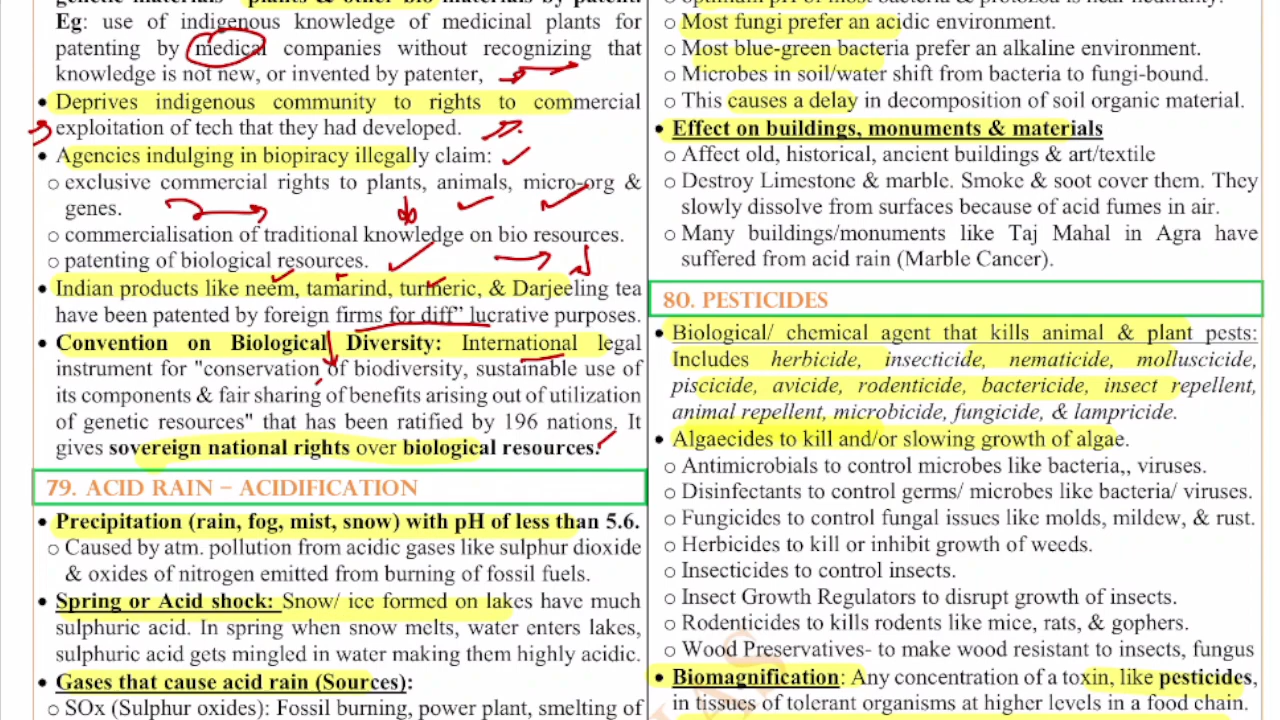 genetic materials plants & other bio materials by patent.
Eg: use of indigenous knowledge of medicinal plants for
patenting by medical companies without recognizing that
knowledge is not new, or invented by patenter,
• Deprives indigenous community to rights to commercial
exploitation of tech that they had developed.
• Agencies indulging in biopiracy illegally claim:
o exclusive commercial rights to plants, animals, micro-org &
genes.
o commercialisation of traditional knowledge on bio resources.
o patenting of biological resources.
• Indian products like neem, tamarind, turmeric, & Darjeeling tea
have been patented by foreign firms for diff" lucrative purposes.
• Convention on Biological Diversity: International legal
instrument for "conservation of biodiversity, sustainable use of
its components & fair sharing of benefits arising out of utilization
of genetic resources" that has been ratified by 196 nations. It
gives sovereign national rights over biological resources.
79. ACID RAIN – ACIDIFICATION
• Precipitation (rain, fog, mist, snow) with pH of less than 5.6.
o Caused by atm. pollution from acidic gases like sulphur dioxide
& oxides of nitrogen emitted from burning of fossil fuels.
• Spring or Acid shock: Snow/ ice formed on lakes have much
sulphuric acid. In spring when snow melts, water enters lakes,
sulphuric acid gets mingled in water making them highly acidic.
• Gases that cause acid rain (Sources):
o SOx (Sulphur oxides): Fossil burning, power plant, smelting of
o optimum pH of most bacteria & protozoa is near neutrality.
o Most fungi prefer an acidic environment.
o Most blue-green bacteria prefer an alkaline environment.
o Microbes in soil/water shift from bacteria to fungi-bound.
o This causes a delay in decomposition of soil organic material.
• Effect on buildings, monuments & materials
o Affect old, historical, ancient buildings & art/textile
o Destroy Limestone & marble. Smoke & soot cover them. They
slowly dissolve from surfaces because of acid fumes in air.
o Many buildings/monuments like Taj Mahal in Agra have
suffered from acid rain (Marble Cancer).
80. PESTICIDES
• Biological/ chemical agent that kills animal & plant pests:
Includes herbicide, insecticide, nematicide, molluscicide,
piscicide, avicide, rodenticide, bactericide, insect repellent,
animal repellent, microbicide, fungicide, & lampricide.
• Algaecides to kill and/or slowing growth of algae.
o Antimicrobials to control microbes like bacteria,, viruses.
o Disinfectants to control germs/ microbes like bacteria/ viruses.
o Fungicides to control fungal issues like molds, mildew, & rust.
o Herbicides to kill or inhibit growth of weeds.
o Insecticides to control insects.
o Insect Growth Regulators to disrupt growth of insects.
o Rodenticides to kills rodents like mice, rats, & gophers.
o Wood Preservatives- to make wood resistant to insects, fungus
• Biomagnification: Any concentration of a toxin, like pesticides,
in tissues of tolerant organisms at higher levels in a food chain.